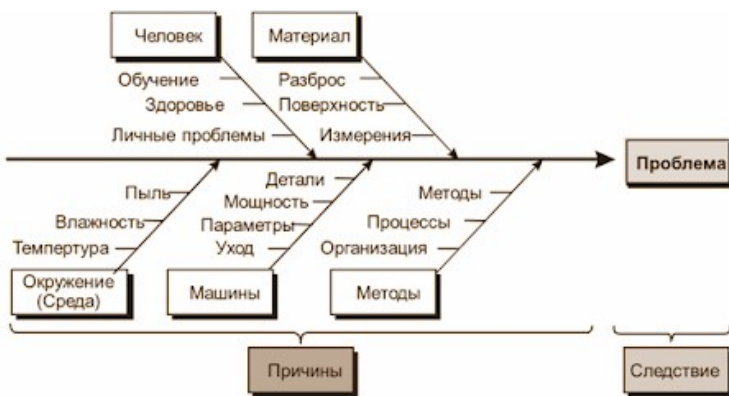 Человек
Материал
Обучение
Здоровье
Личные проблемы
Разброс
Поверхность
Измерения
Проблема
Пыль
Влажность
Темпертура
Детали
Мощность
Параметры
Уход
Методы
Процессы
Организация
Окружение
(Среда)
Машины
Методы
Причины
Следствие